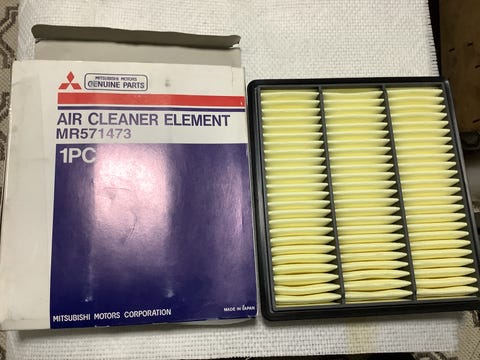 MITSUBISHI MOTORS
GENUINE PARTS
AIR CLEANER ELEMENT
MR571473
1PC
MITSUBISHI MOTORS CORPORATION
MADE IN JAPAN